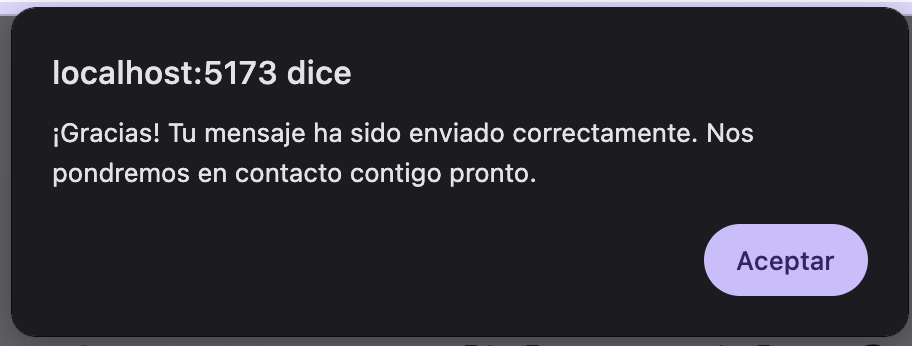 localhost:5173 dice
¡Gracias! Tu mensaje ha sido enviado correctamente. Nos
pondremos en contacto contigo pronto.
Aceptar